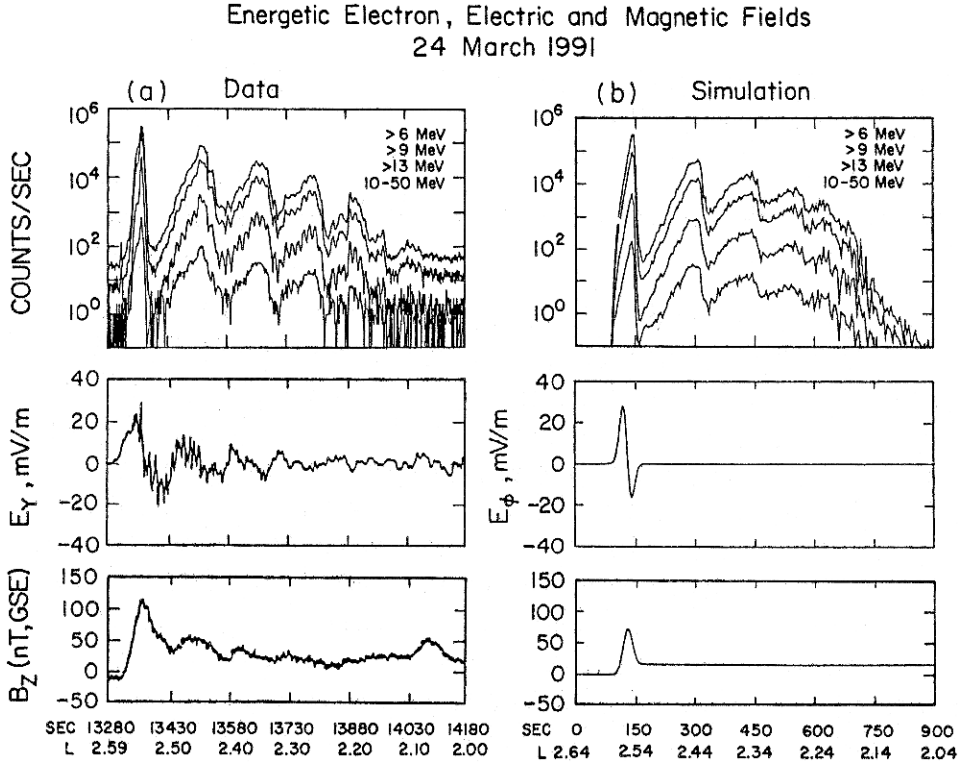 Energetic Electron, Electric and Magnetic Fields
24 March 1991
(a) Data
(b) Simulation
COUNTS/SEC
10^6
10^4
10^2
10^0
>6 MeV
>9 MeV
>13 MeV
10-50 MeV
10^6
10^4
10^2
10^0
>6 MeV
>9 MeV
>13 MeV
10-50 MeV
E_Y, mV/m
40
20
0
-20
-40
E_φ, mV/m
40
20
0
-20
-40
B_Z (nT, GSE)
150
100
50
0
-50
150
100
50
0
-50
SEC 13280 13430 13580 13730 13880 14030 14180
L 2.59 2.50 2.40 2.30 2.20 2.10 2.00
SEC 0 150 300 450 600 750 900
L 2.64 2.54 2.44 2.34 2.24 2.14 2.04